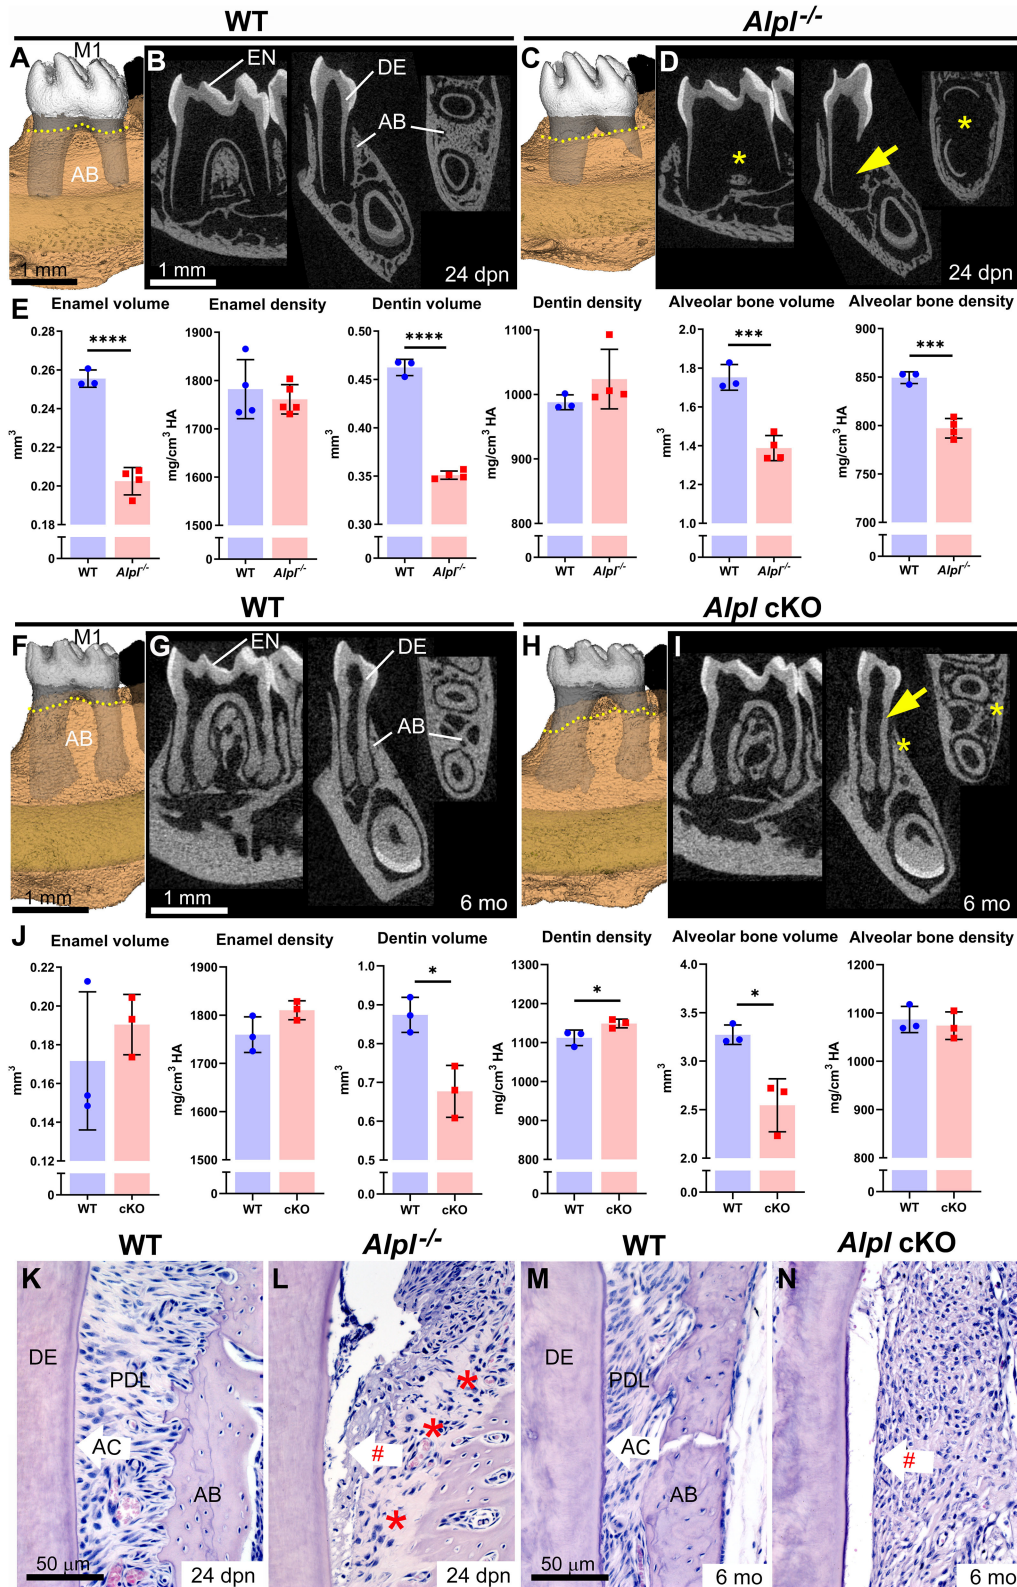 WT
Alpl-/-
A
M1
AB
1 mm
B
EN
DE
AB
1 mm
24 dpn
C
D
*
*
24 dpn
E
Enamel volume
****
mm3
0.28
0.26
0.24
0.22
0.20
0.18
0
WT
Alpl-/-
Enamel density
mg/cm3 HA
1900
1800
1700
1600
1500
0
WT
Alpl-/-
Dentin volume
****
mm3
0.50
0.45
0.40
0.35
0.30
0.00
WT
Alpl-/-
Dentin density
mg/cm3 HA
1100
1000
900
800
0
WT
Alpl-/-
Alveolar bone volume
***
mm3
2.0
1.8
1.6
1.4
1.2
1.0
0.0
WT
Alpl-/-
Alveolar bone density
***
mg/cm3 HA
900
850
800
750
700
0
WT
Alpl-/-
WT
Alpl cKO
F
M1
AB
1 mm
G
EN
DE
AB
1 mm
6 mo
H
I
*
*
6 mo
J
Enamel volume
mm3
0.22
0.20
0.18
0.16
0.14
0.12
0
WT
cKO
Enamel density
mg/cm3 HA
1900
1800
1700
1600
1500
0
WT
cKO
Dentin volume
*
mm3
1.0
0.9
0.8
0.7
0.6
0.5
0.0
WT
cKO
Dentin density
*
mg/cm3 HA
1300
1200
1100
1000
900
800
0
WT
cKO
Alveolar bone volume
*
mm3
4.0
3.5
3.0
2.5
2.0
0.0
WT
cKO
Alveolar bone density
mg/cm3 HA
1200
1100
1000
900
800
0
WT
cKO
WT
Alpl-/-
WT
Alpl cKO
K
DE
PDL
AC
AB
50 µm
24 dpn
L
*
*
#
*
24 dpn
M
DE
PDL
AC
AB
50 µm
6 mo
N
#
6 mo